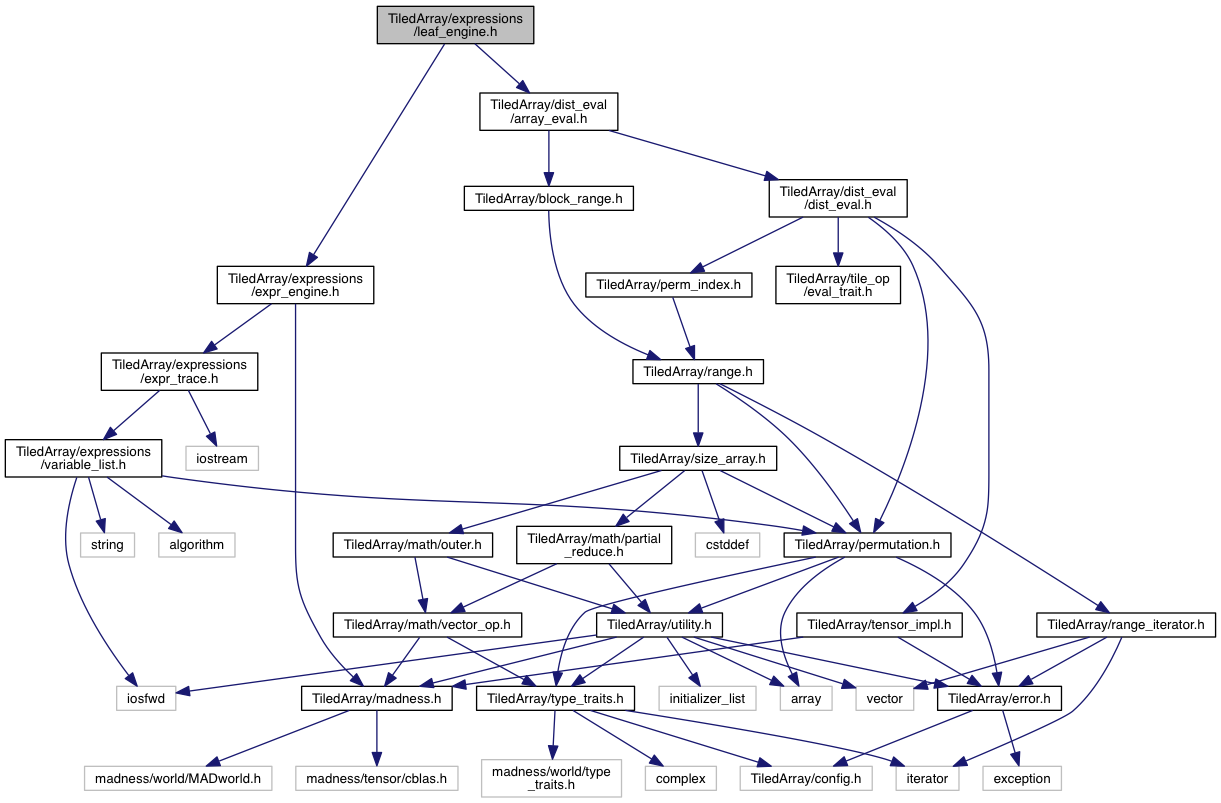 TiledArray/expressions
/leaf_engine.h
TiledArray/dist_eval
/array_eval.h
TiledArray/block_range.h
TiledArray/dist_eval
/dist_eval.h
TiledArray/expressions
/expr_engine.h
TiledArray/perm_index.h
TiledArray/tile_op
/eval_trait.h
TiledArray/expressions
/expr_trace.h
TiledArray/range.h
TiledArray/expressions
/variable_list.h
iostream
TiledArray/size_array.h
string
algorithm
TiledArray/math/outer.h
TiledArray/math/partial
_reduce.h
cstddef
TiledArray/permutation.h
TiledArray/math/vector_op.h
TiledArray/utility.h
TiledArray/tensor_impl.h
TiledArray/range_iterator.h
iosfwd
TiledArray/madness.h
TiledArray/type_traits.h
initializer_list
array
vector
TiledArray/error.h
madness/world/MADworld.h
madness/tensor/cblas.h
madness/world/type
_traits.h
complex
TiledArray/config.h
iterator
exception